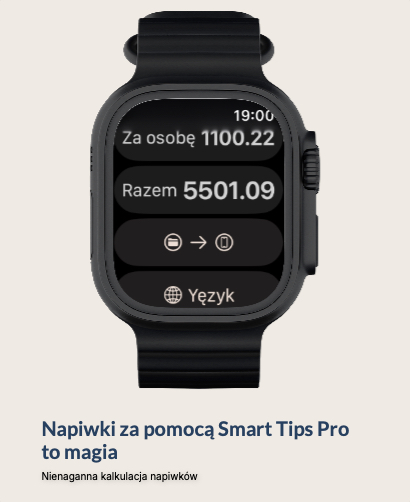 19:00
Za osobę 1100.22
Razem 5501.09
→
Yęzyk
Napiwki za pomocą Smart Tips Pro
to magia
Nienaganna kalkulacja napiwków